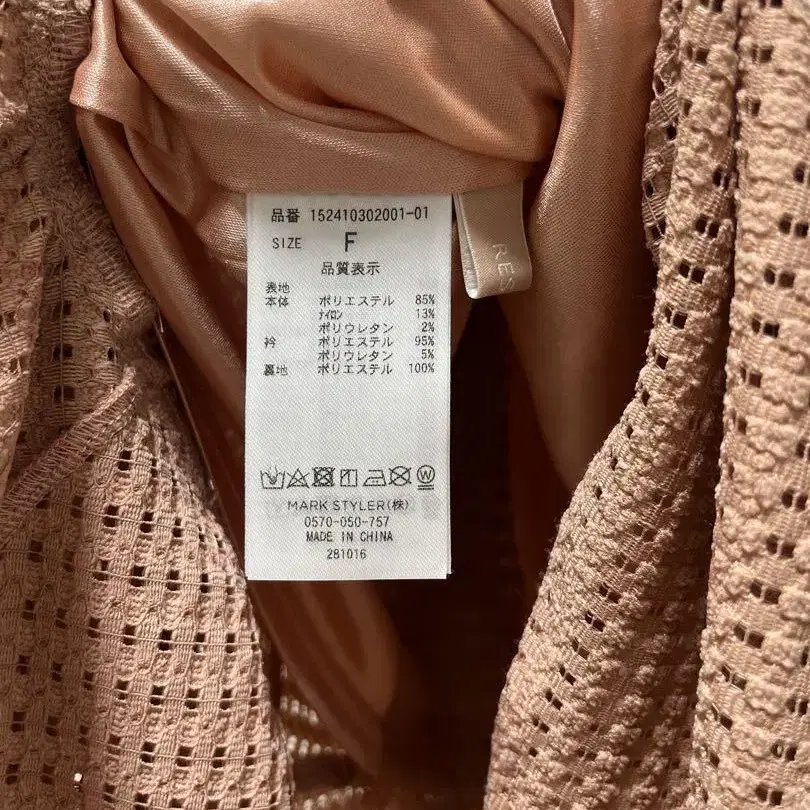 品番 152410302001-01
SIZE F
品質表示
表地
本体 ポリエステル 85%
ナイロン 13%
ポリウレタン 2%
衿 ポリエステル 95%
ポリウレタン 5%
裏地 ポリエステル 100%
W
MARK STYLER(株)
0570-050-757
MADE IN CHINA
281016
RES